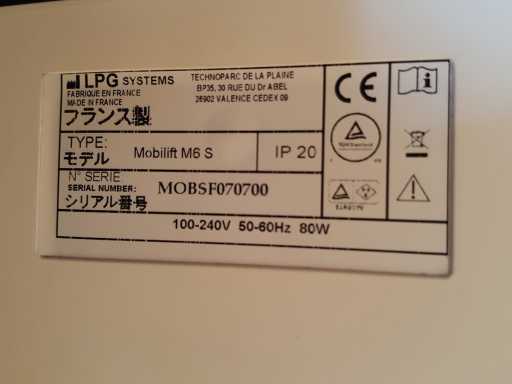 LPG SYSTEMS
TECHNOPARC DE LA PLAINE
BP35, 30 RUE DU Dr ABEL
26902 VALENCE CEDEX 09
FABRIQUE EN FRANCE
MADE IN FRANCE
フランス製
CE
TYPE:
モデル
Mobilift M6 S
IP 20
N° SERIE
SERIAL NUMBER:
シリアル番号
MOBSF070700
100-240V 50-60Hz 80W